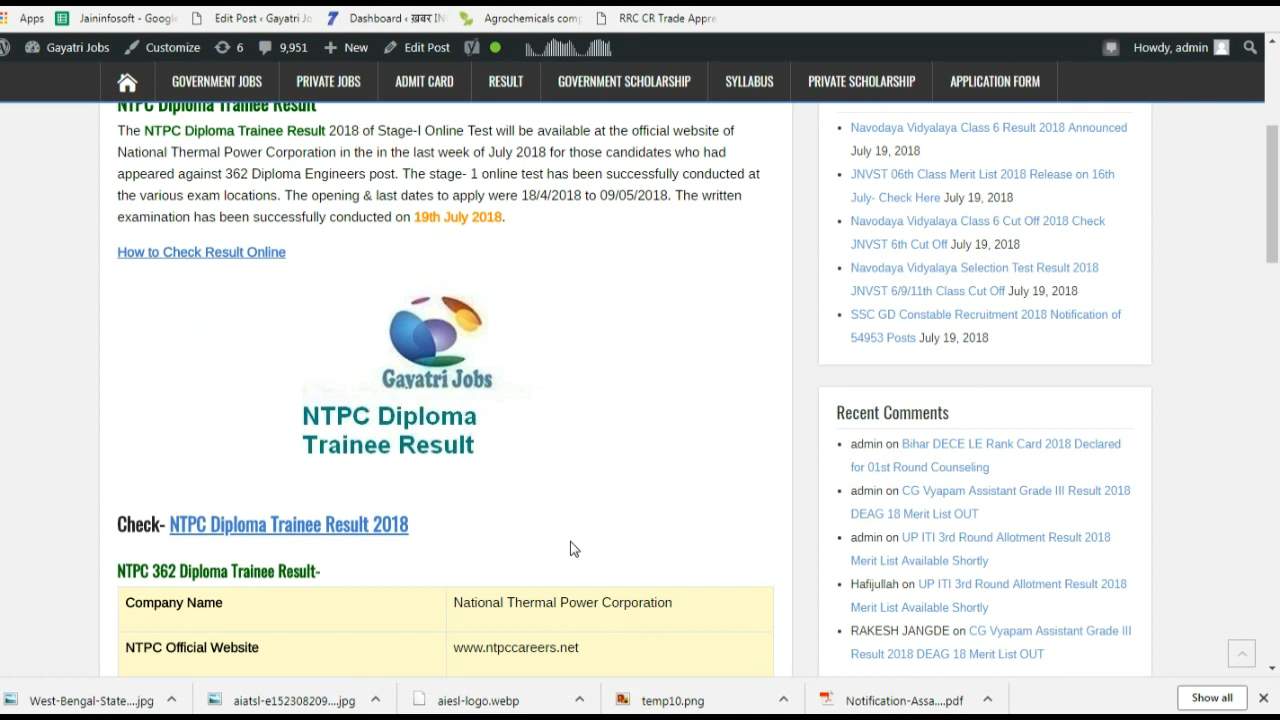 Apps Jaininfosoft - Google Edit Post ‹ Gayatri Jo Dashboard ‹ ख़बर IN Agrochemicals comp RRC CR Trade Appre
Gayatri Jobs Customize 6 9,951 New Edit Post Howdy, admin
GOVERNMENT JOBS PRIVATE JOBS ADMIT CARD RESULT GOVERNMENT SCHOLARSHIP SYLLABUS PRIVATE SCHOLARSHIP APPLICATION FORM
NTPC Diploma Trainee Result
The NTPC Diploma Trainee Result 2018 of Stage-I Online Test will be available at the official website of
National Thermal Power Corporation in the in the last week of July 2018 for those candidates who had
appeared against 362 Diploma Engineers post. The stage- 1 online test has been successfully conducted at
the various exam locations. The opening & last dates to apply were 18/4/2018 to 09/05/2018. The written
examination has been successfully conducted on 19th July 2018.
How to Check Result Online
Gayatri Jobs
NTPC Diploma
Trainee Result
Check- NTPC Diploma Trainee Result 2018
NTPC 362 Diploma Trainee Result-
Company Name National Thermal Power Corporation
NTPC Official Website www.ntpccareers.net
Navodaya Vidyalaya Class 6 Result 2018 Announced
July 19, 2018
JNVST 06th Class Merit List 2018 Release on 16th
July- Check Here July 19, 2018
Navodaya Vidyalaya Class 6 Cut Off 2018 Check
JNVST 6th Cut Off July 19, 2018
Navodaya Vidyalaya Selection Test Result 2018
JNVST 6/9/11th Class Cut Off July 19, 2018
SSC GD Constable Recruitment 2018 Notification of
54953 Posts July 19, 2018
Recent Comments
admin on Bihar DECE LE Rank Card 2018 Declared
for 01st Round Counseling
admin on CG Vyapam Assistant Grade III Result 2018
DEAG 18 Merit List OUT
admin on UP ITI 3rd Round Allotment Result 2018
Merit List Available Shortly
Hafijullah on UP ITI 3rd Round Allotment Result 2018
Merit List Available Shortly
RAKESH JANGDE on CG Vyapam Assistant Grade III
Result 2018 DEAG 18 Merit List OUT
West-Bengal-State....jpg aiatsl-e152308209....jpg aiesl-logo.webp temp10.png Notification-Assa....pdf Show all